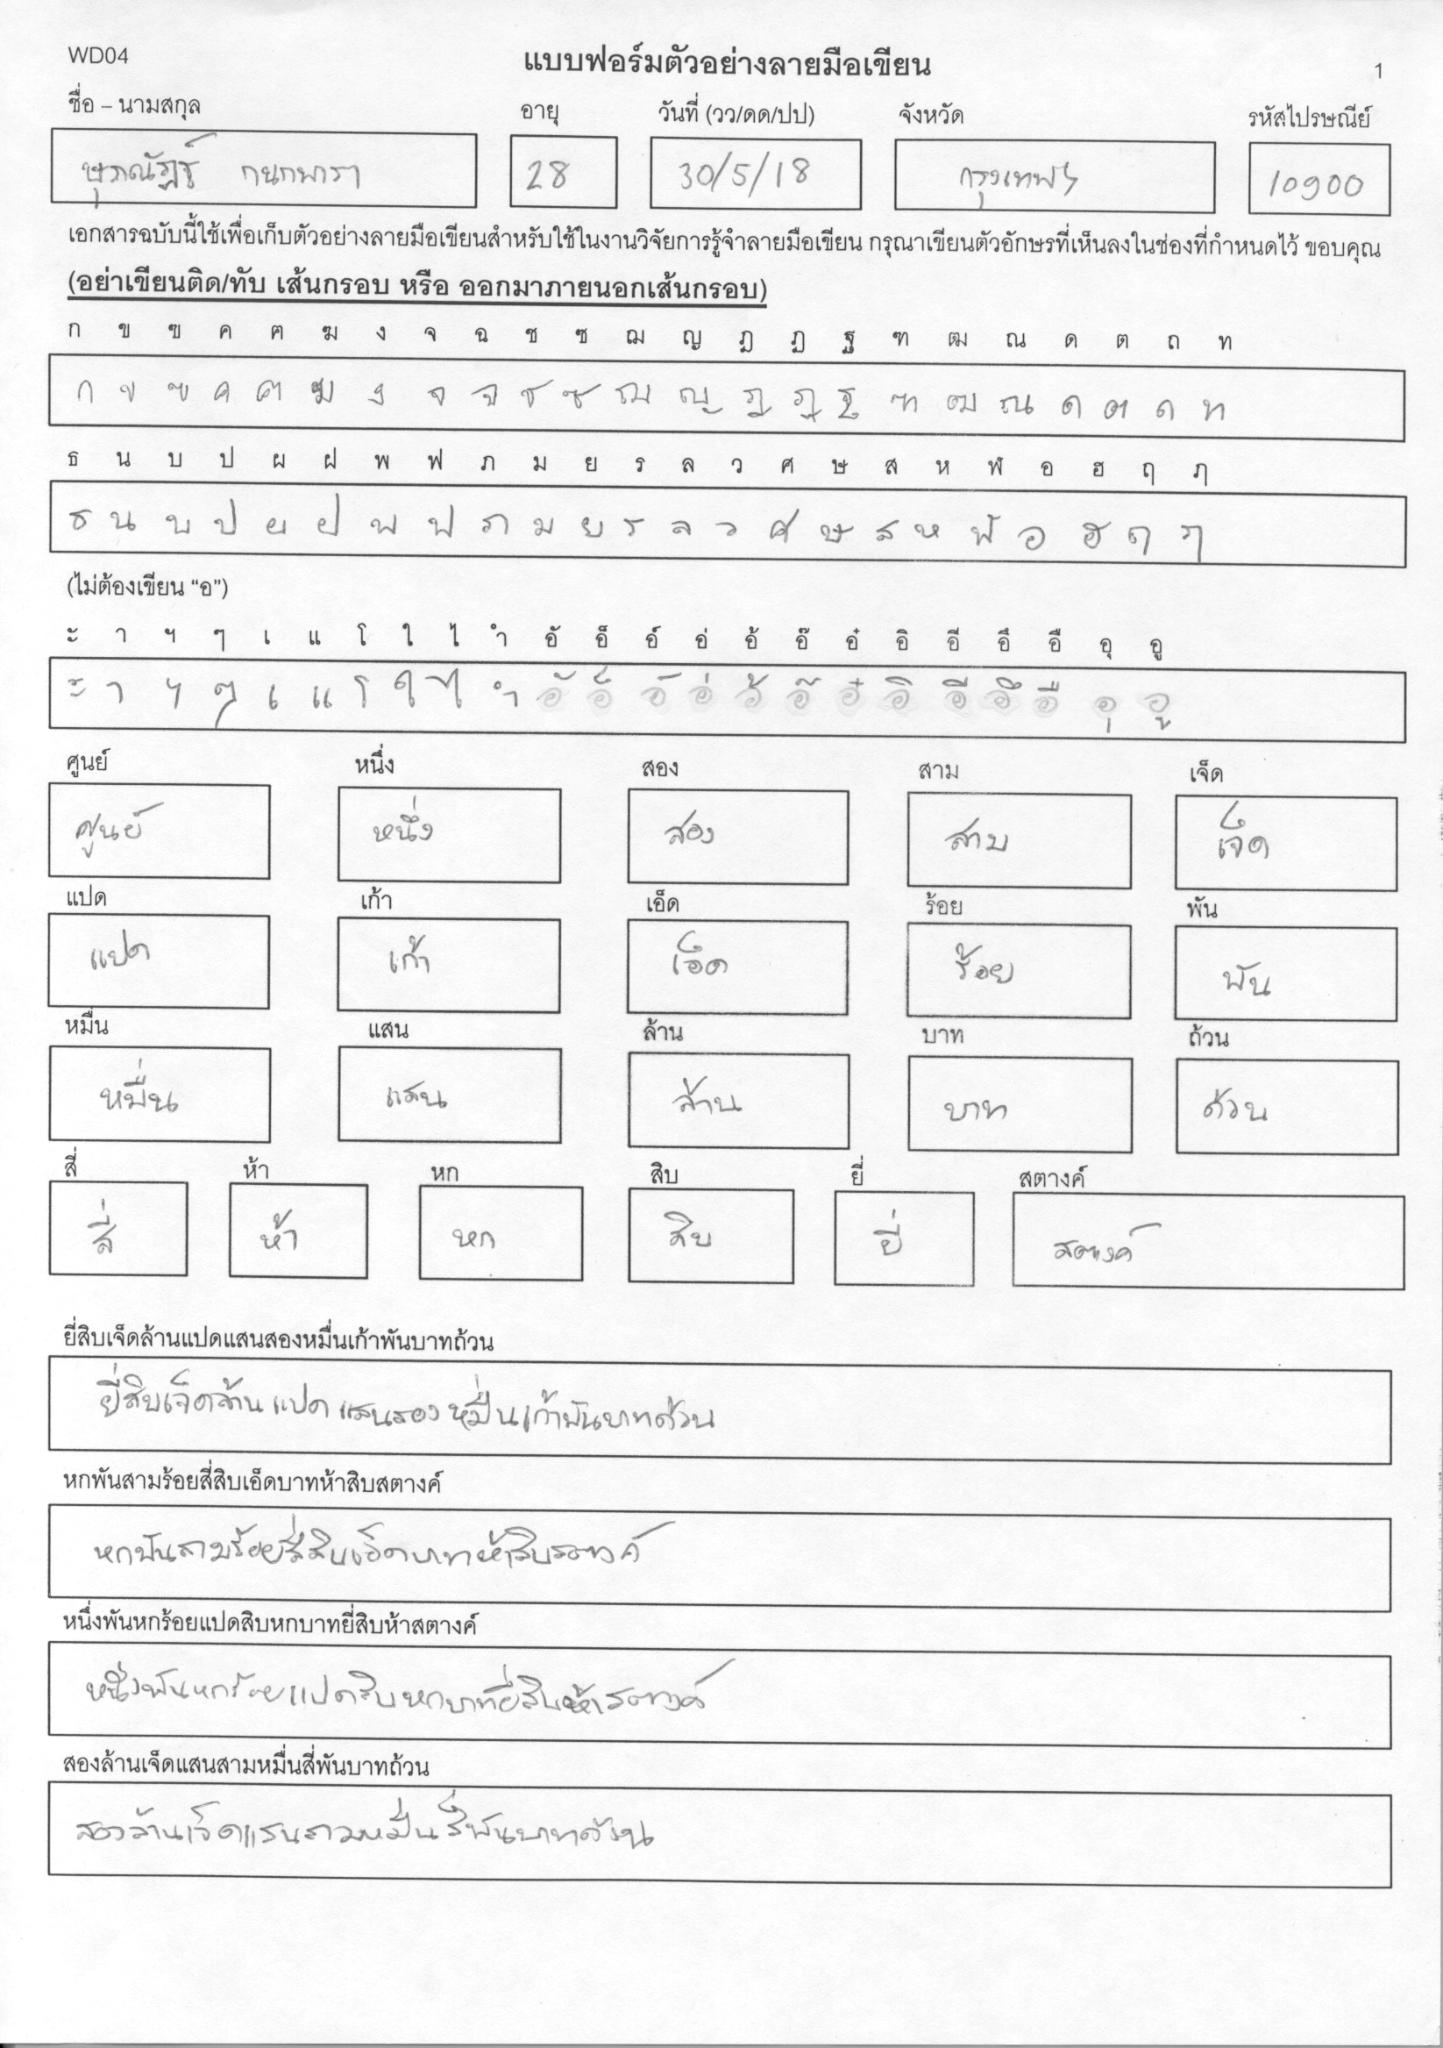 WD04
แบบฟอร์มตัวอย่างลายมือเขียน
1
ชื่อ – นามสกุล อายุ วันที่ (วว/ดด/ปป) จังหวัด รหัสไปรษณีย์
28 30/5/18 กรุงเทพฯ 10900
เอกสารฉบับนี้ใช้เพื่อเก็บตัวอย่างลายมือเขียนสำหรับใช้ในงานวิจัยการรู้จำลายมือเขียน กรุณาเขียนตัวอักษรที่เห็นลงในช่องที่กำหนดไว้ ขอบคุณ
(อย่าเขียนติด/ทับ เส้นกรอบ หรือ ออกมาภายนอกเส้นกรอบ)
ก ข ฃ ค ฅ ฆ ง จ ฉ ช ซ ฌ ญ ฎ ฏ ฐ ฑ ฒ ณ ด ต ถ ท
ก ข ฃ ค ฅ ฆ ง จ ฉ ช ซ ฌ ญ ฎ ฏ ฐ ฑ ฒ ณ ด ต ถ ท
ธ น บ ป ผ ฝ พ ฟ ภ ม ย ร ล ว ศ ษ ส ห ฬ อ ฮ ฤ ฦ
ธ น บ ป ผ ฝ พ ฟ ภ ม ย ร ล ว ศ ษ ส ห ฬ อ ฮ ฤ ฦ
(ไม่ต้องเขียน “อ”)
ะ า ฯ ๆ เ แ โ ใ ไ ำ อั อ็ อ์ อ่ อ้ อ๊ อ๋ อิ อี อึ อื อุ อู
ะ า ฯ ๆ เ แ โ ใ ไ ำ อั อ็ อ์ อ่ อ้ อ๊ อ๋ อิ อี อึ อื อุ อู
ศูนย์ หนึ่ง สอง สาม เจ็ด
ศูนย์ หนึ่ง สอง สาม เจ็ด
แปด เก้า เอ็ด ร้อย พัน
แปด เก้า เอ็ด ร้อย พัน
หมื่น แสน ล้าน บาท ถ้วน
หมื่น แสน ล้าน บาท ถ้วน
สี่ ห้า หก สิบ ยี่ สตางค์
สี่ ห้า หก สิบ ยี่ สตางค์
ยี่สิบเจ็ดล้านแปดแสนสองหมื่นเก้าพันบาทถ้วน
ยี่สิบเจ็ดล้านแปดแสนสองหมื่นเก้าพันบาทถ้วน
หกพันสามร้อยสี่สิบเอ็ดบาทห้าสิบสตางค์
หกพันสามร้อยสี่สิบเอ็ดบาทห้าสิบสตางค์
หนึ่งพันหกร้อยแปดสิบหกบาทยี่สิบห้าสตางค์
หนึ่งพันหกร้อยแปดสิบหกบาทยี่สิบห้าสตางค์
สองล้านเจ็ดแสนสามหมื่นสี่พันบาทถ้วน
สองล้านเจ็ดแสนสามหมื่นสี่พันบาทถ้วน